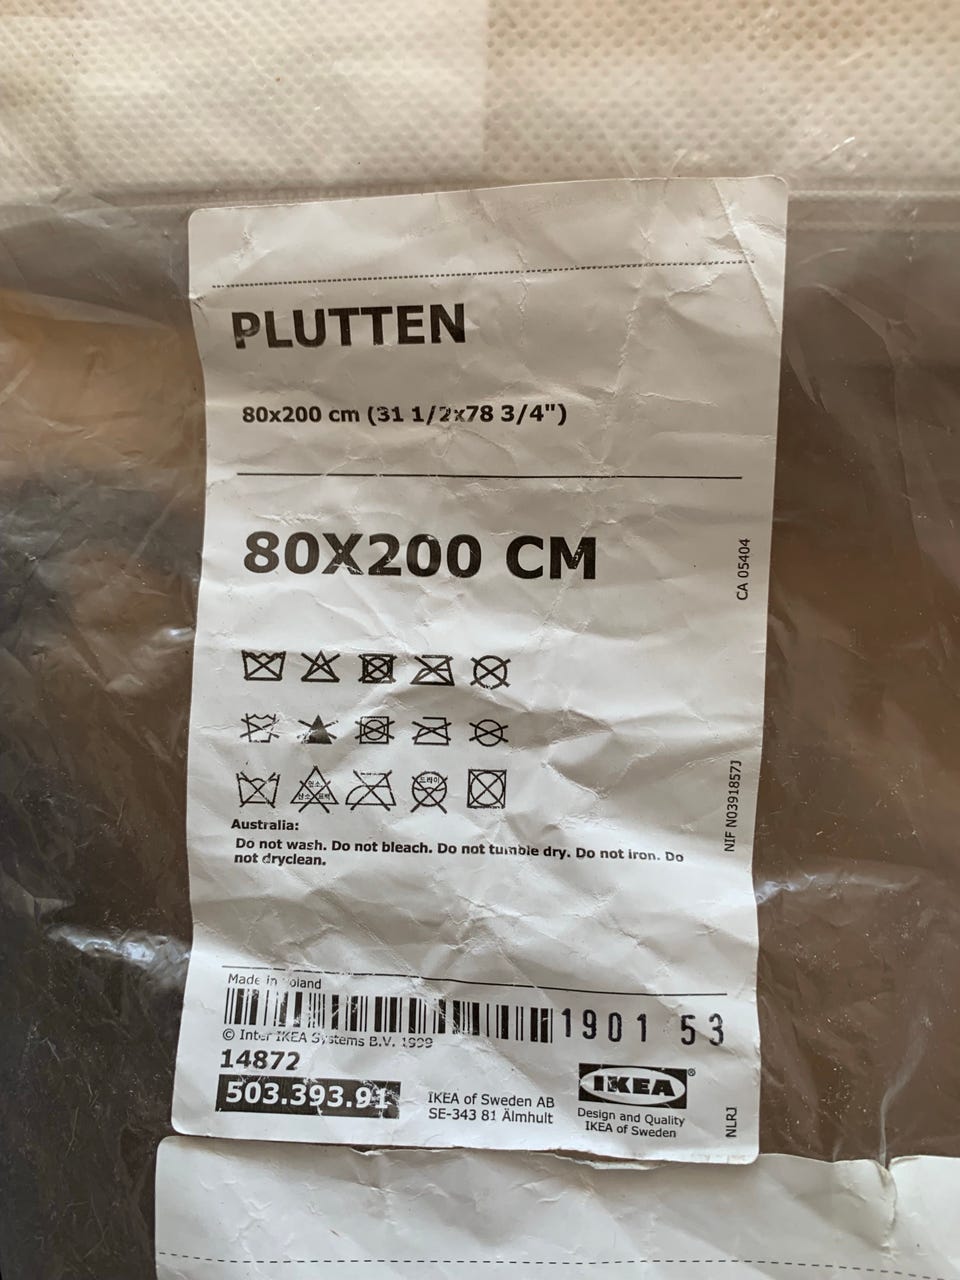 PLUTTEN
80x200 cm (31 1/2x78 3/4")
80X200 CM
CA 05404
NIF N0391857J
Australia:
Do not wash. Do not bleach. Do not tumble dry. Do not iron. Do
not dryclean.
Made in Poland
1901 53
© Inter IKEA Systems B.V. 1999
14872
503.393.91
IKEA of Sweden AB
SE-343 81 Älmhult
IKEA®
Design and Quality
IKEA of Sweden
NLRJ